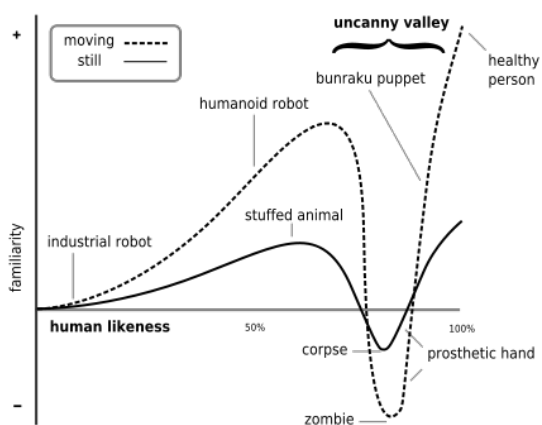 +
moving
still
uncanny valley
healthy
person
bunraku puppet
humanoid robot
stuffed animal
industrial robot
familiarity
human likeness
50%
100%
corpse
prosthetic hand
–
zombie